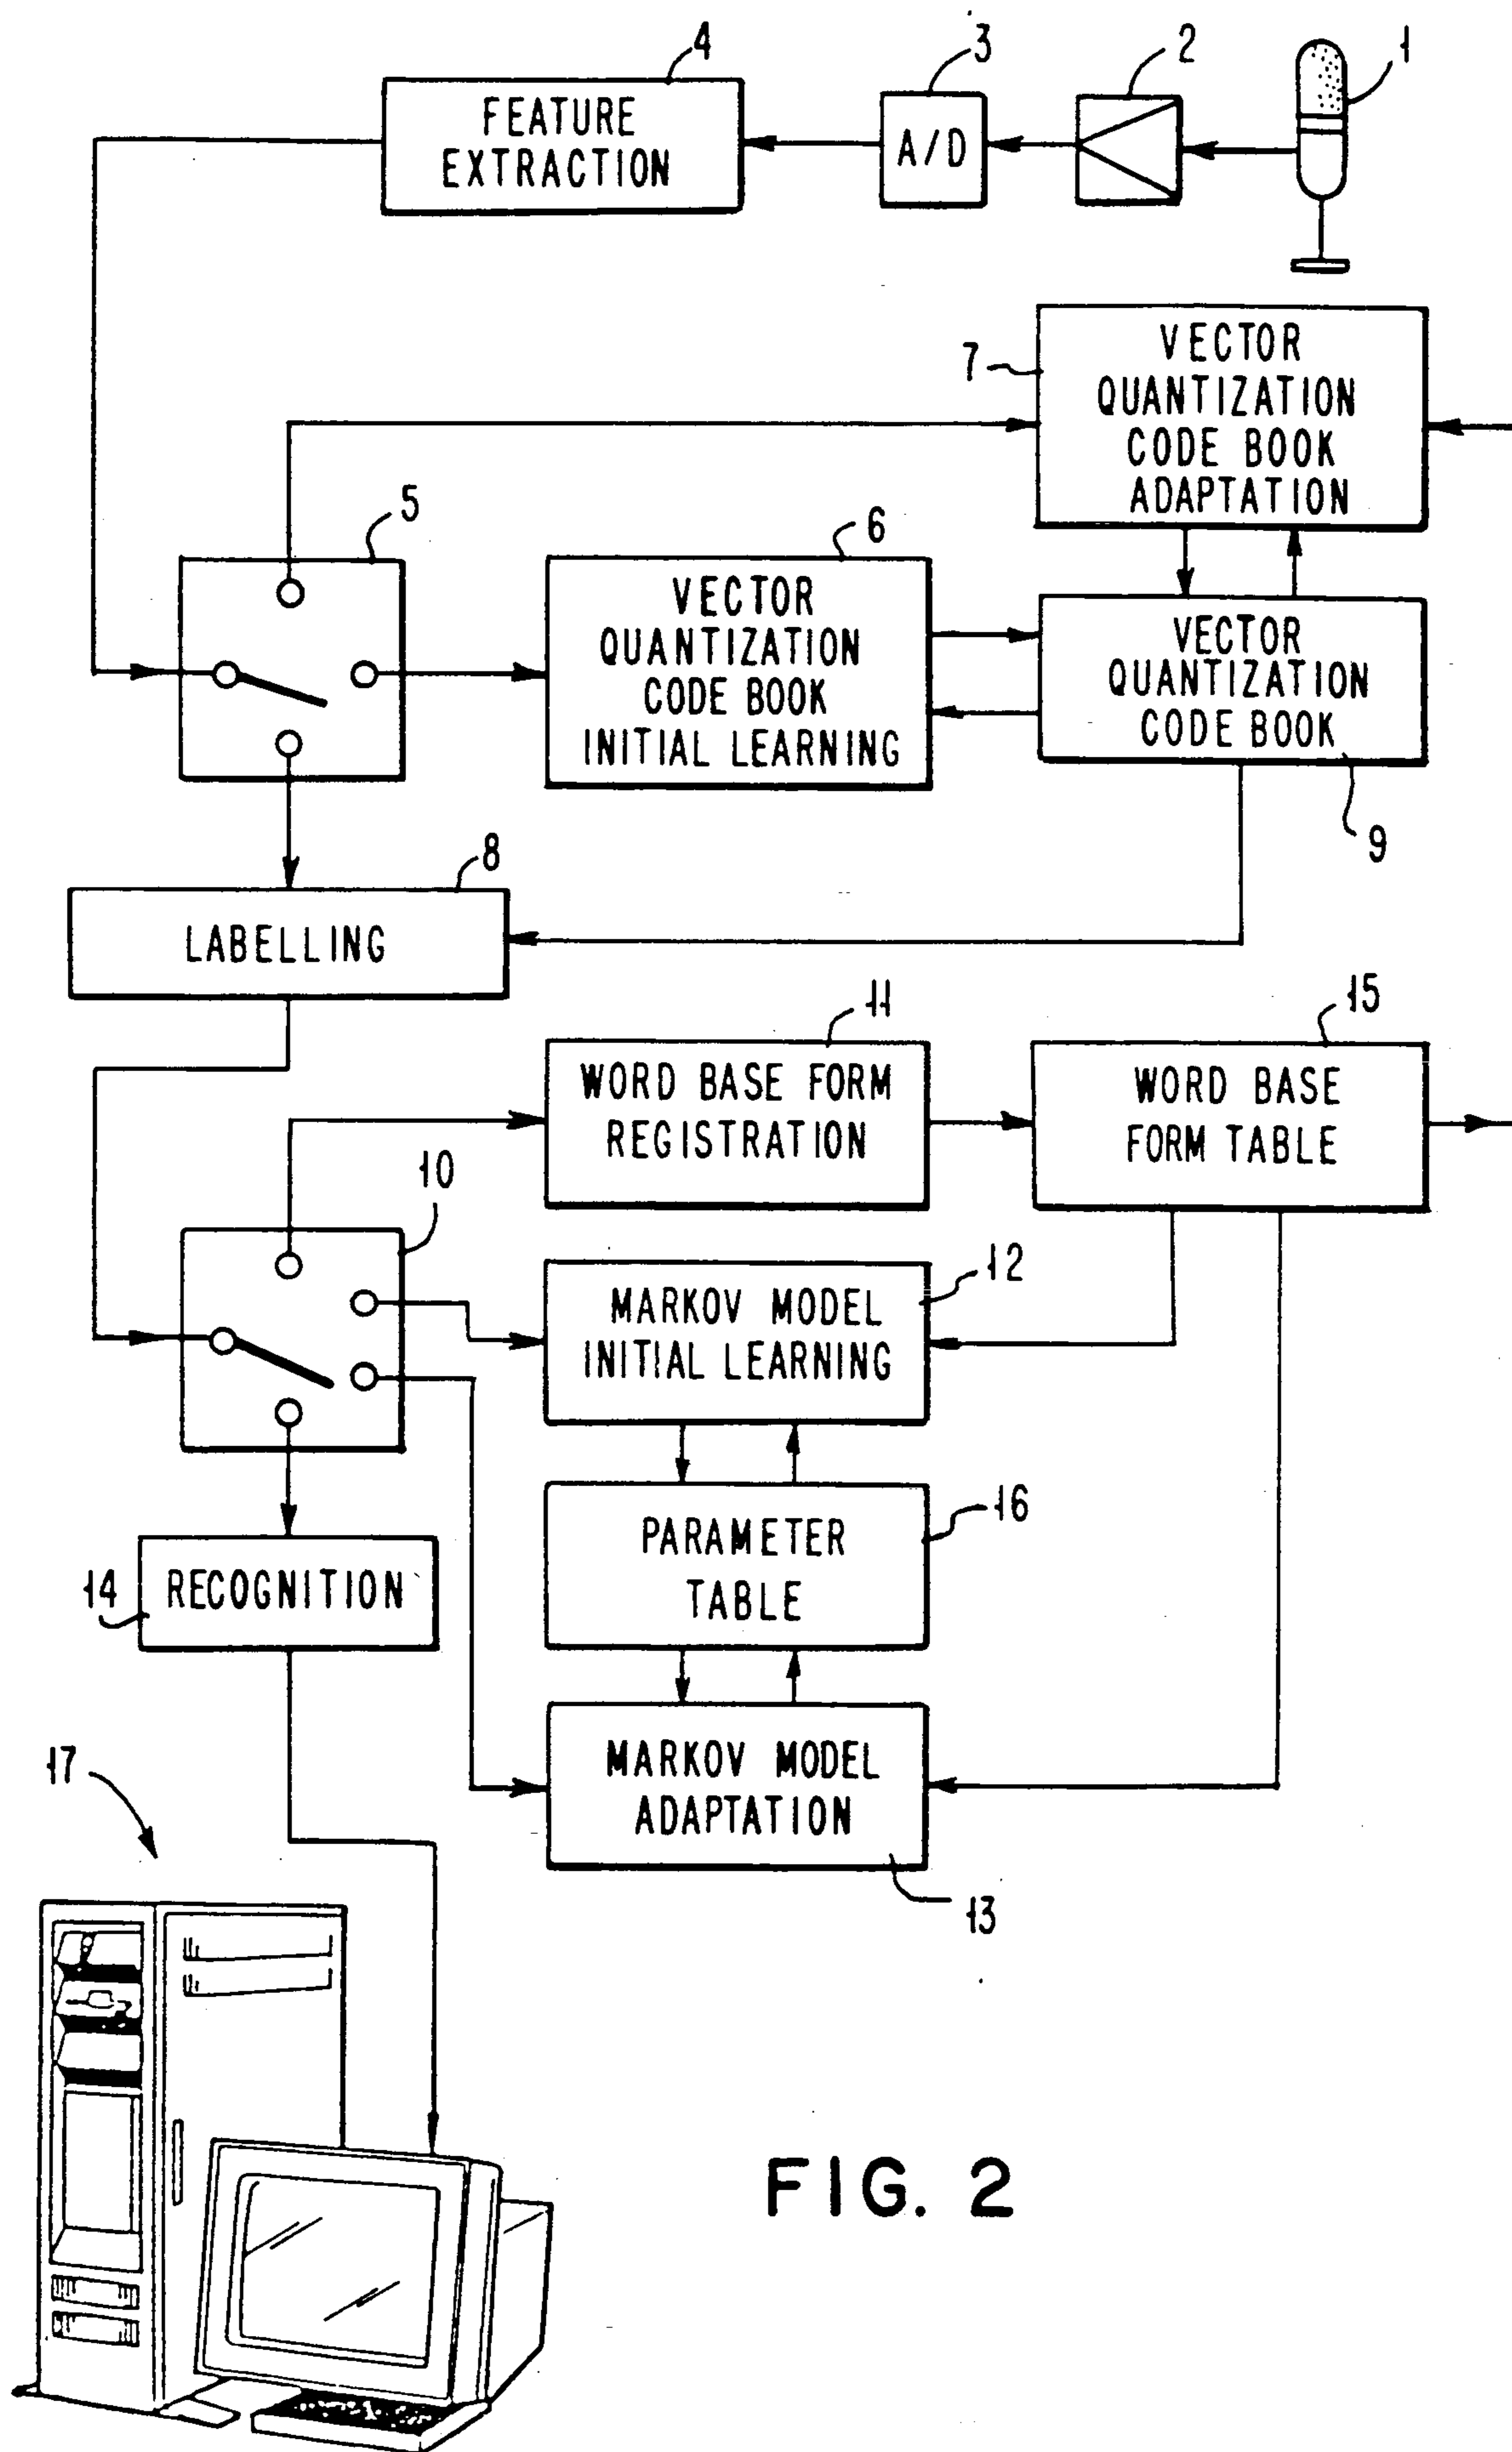 4
3
2
1
FEATURE
EXTRACTION
A/D
7
VECTOR
QUANTIZATION
CODE BOOK
ADAPTATION
5
6
VECTOR
QUANTIZATION
CODE BOOK
INITIAL LEARNING
VECTOR
QUANTIZATION
CODE BOOK
9
8
LABELLING
11
15
WORD BASE FORM
REGISTRATION
WORD BASE
FORM TABLE
10
12
MARKOV MODEL
INITIAL LEARNING
16
PARAMETER
TABLE
14
RECOGNITION
17
MARKOV MODEL
ADAPTATION
13
FIG. 2